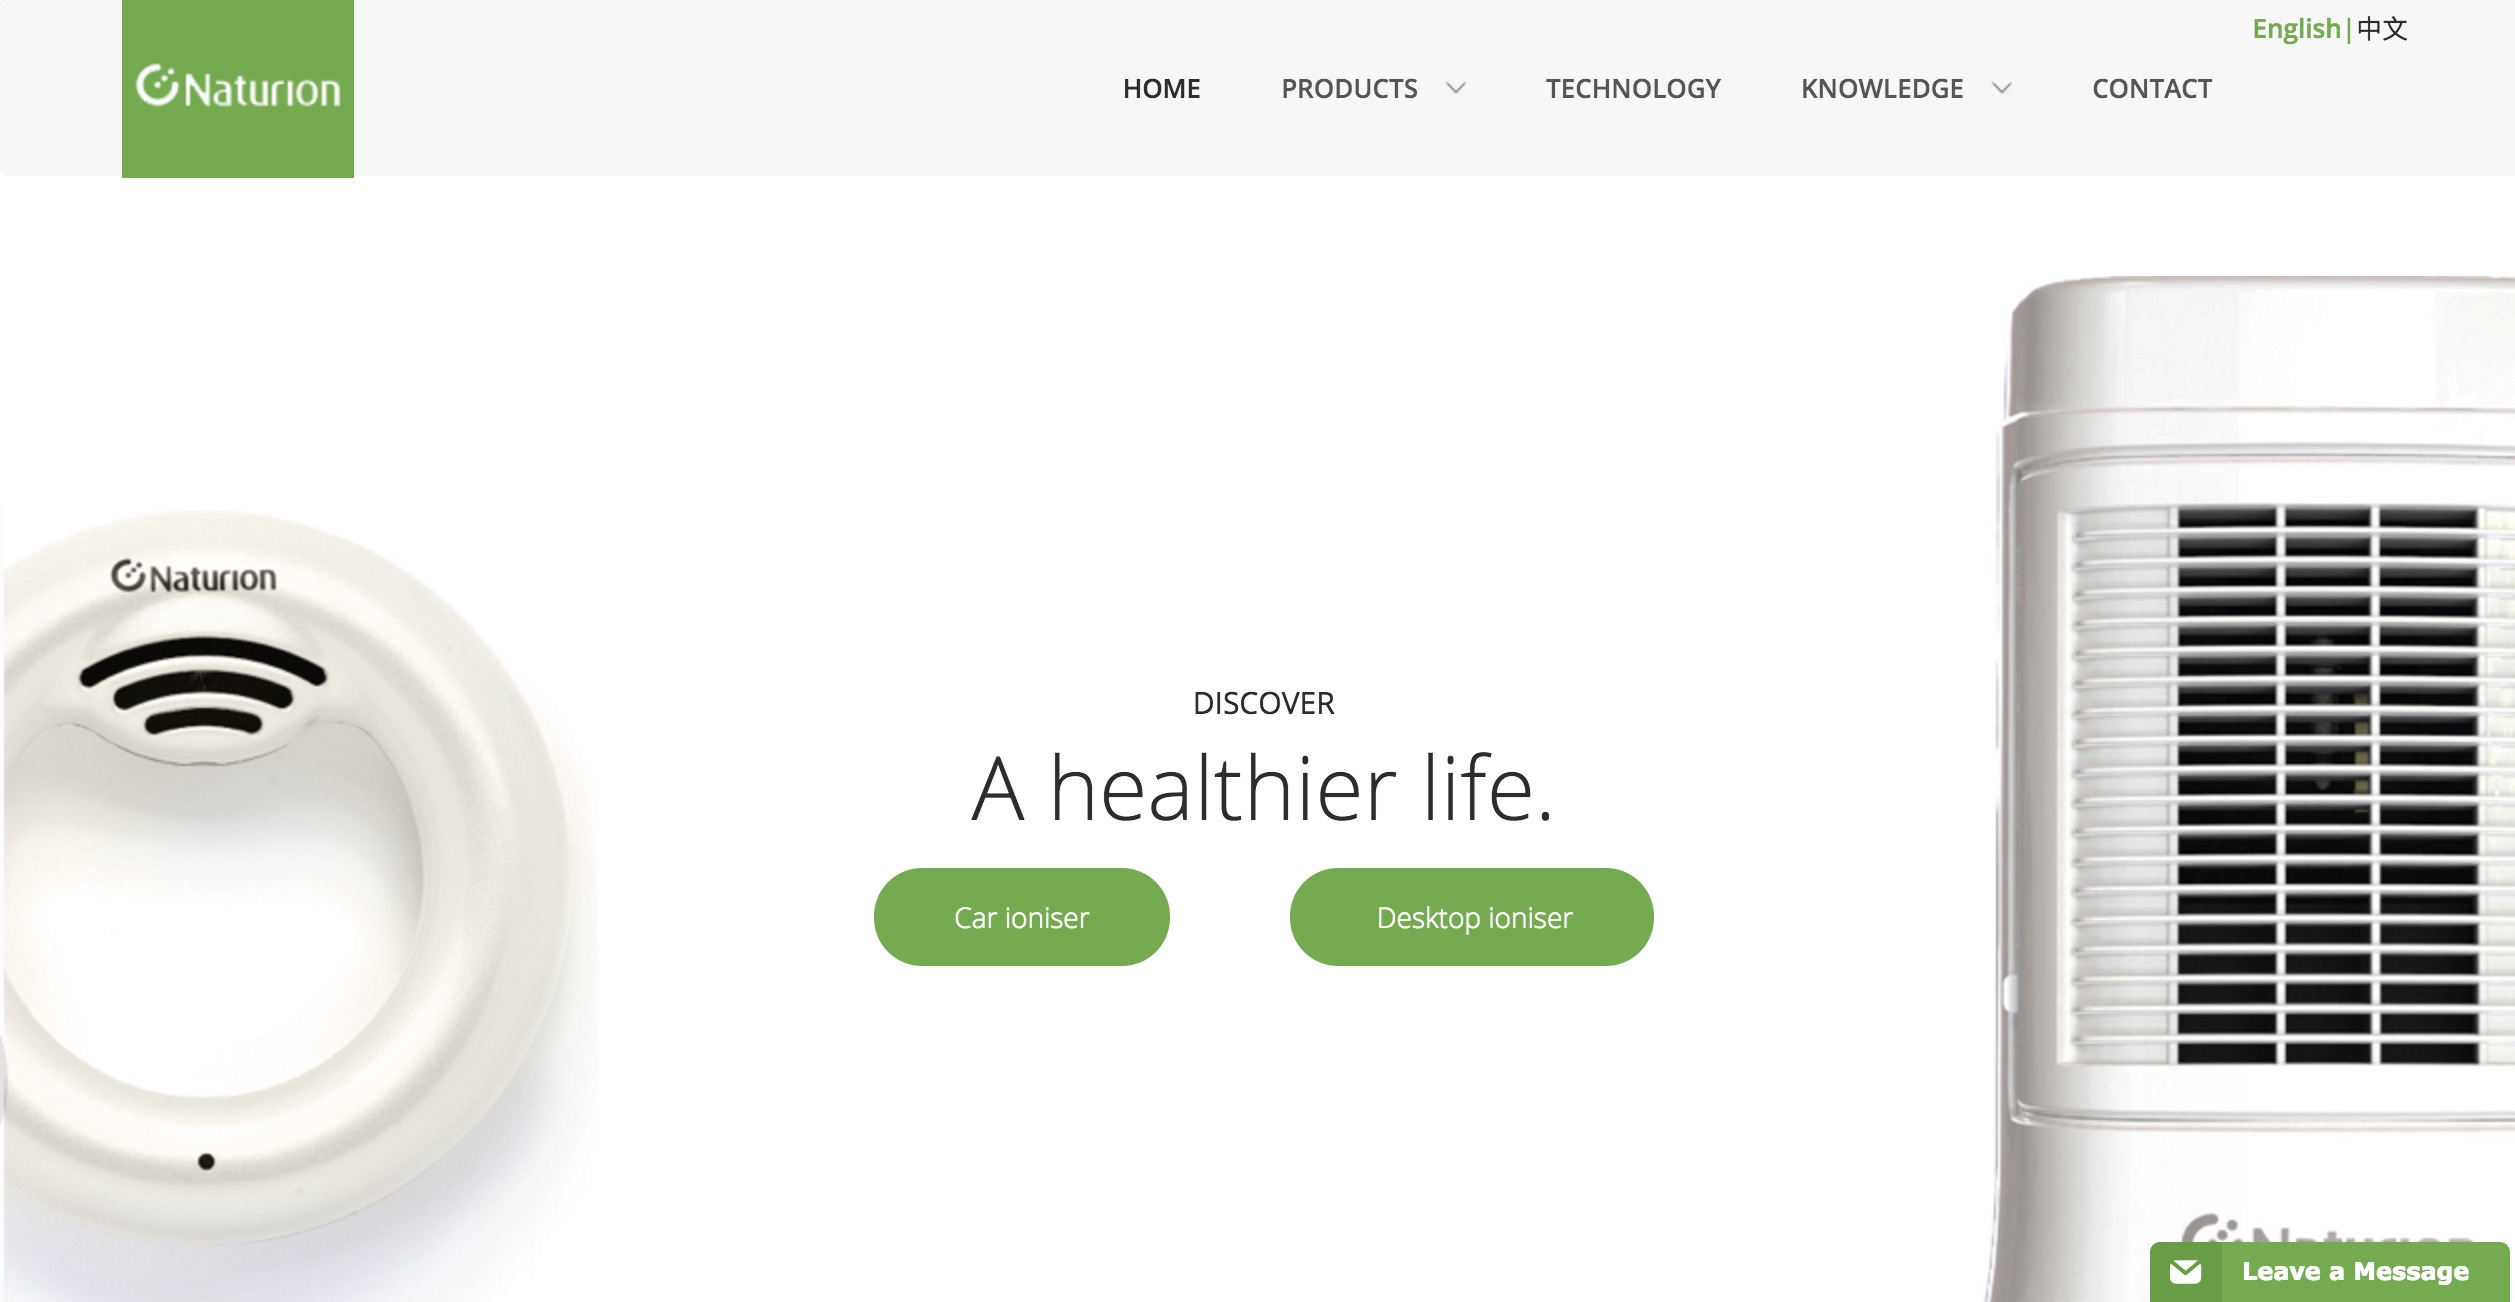 English|中文
Naturion
HOME
PRODUCTS
TECHNOLOGY
KNOWLEDGE
CONTACT
Naturion
DISCOVER
A healthier life.
Car ioniser
Desktop ioniser
Naturion
Leave a Message